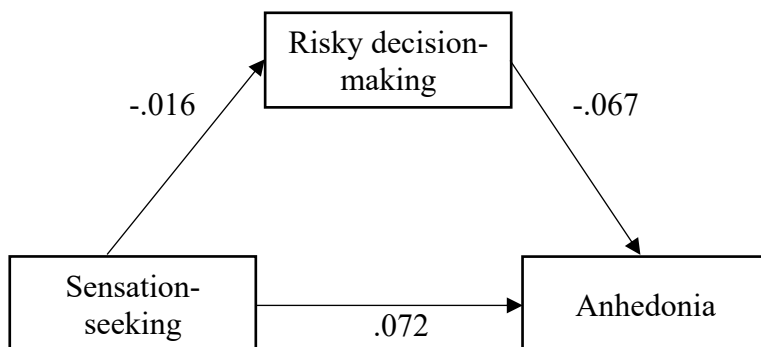 Risky decision-
making
-.016
-.067
Sensation-
seeking
.072
Anhedonia